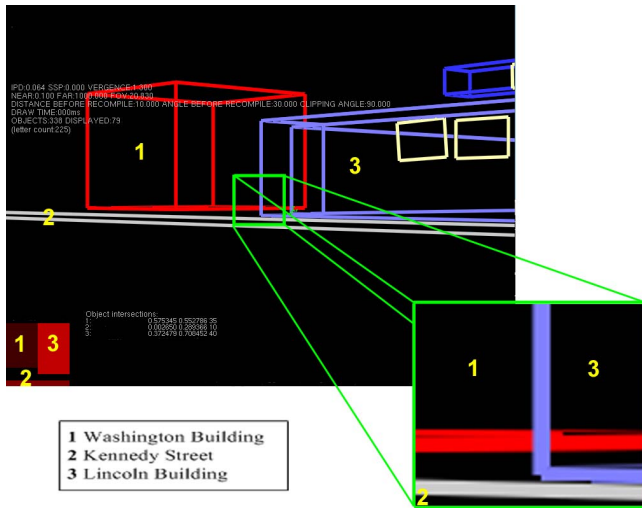 IPD:0.064 SSP:0.000 VERGENCE:1.300
NEAR:0.100 FAR:1000.000 FOV:20.830
DISTANCE BEFORE RECOMPILE:10.000 ANGLE BEFORE RECOMPILE:30.000 CLIPPING ANGLE:90.000
DRAW TIME:000ms
OBJECTS:338 DISPLAYED:79
(letter count:225)
1
3
2
Object intersections:
1: 0.575345 0.552786 35
2: 0.002850 0.289366 10
3: 0.372479 0.708452 40
1 3
2
1 3
2
1 Washington Building
2 Kennedy Street
3 Lincoln Building